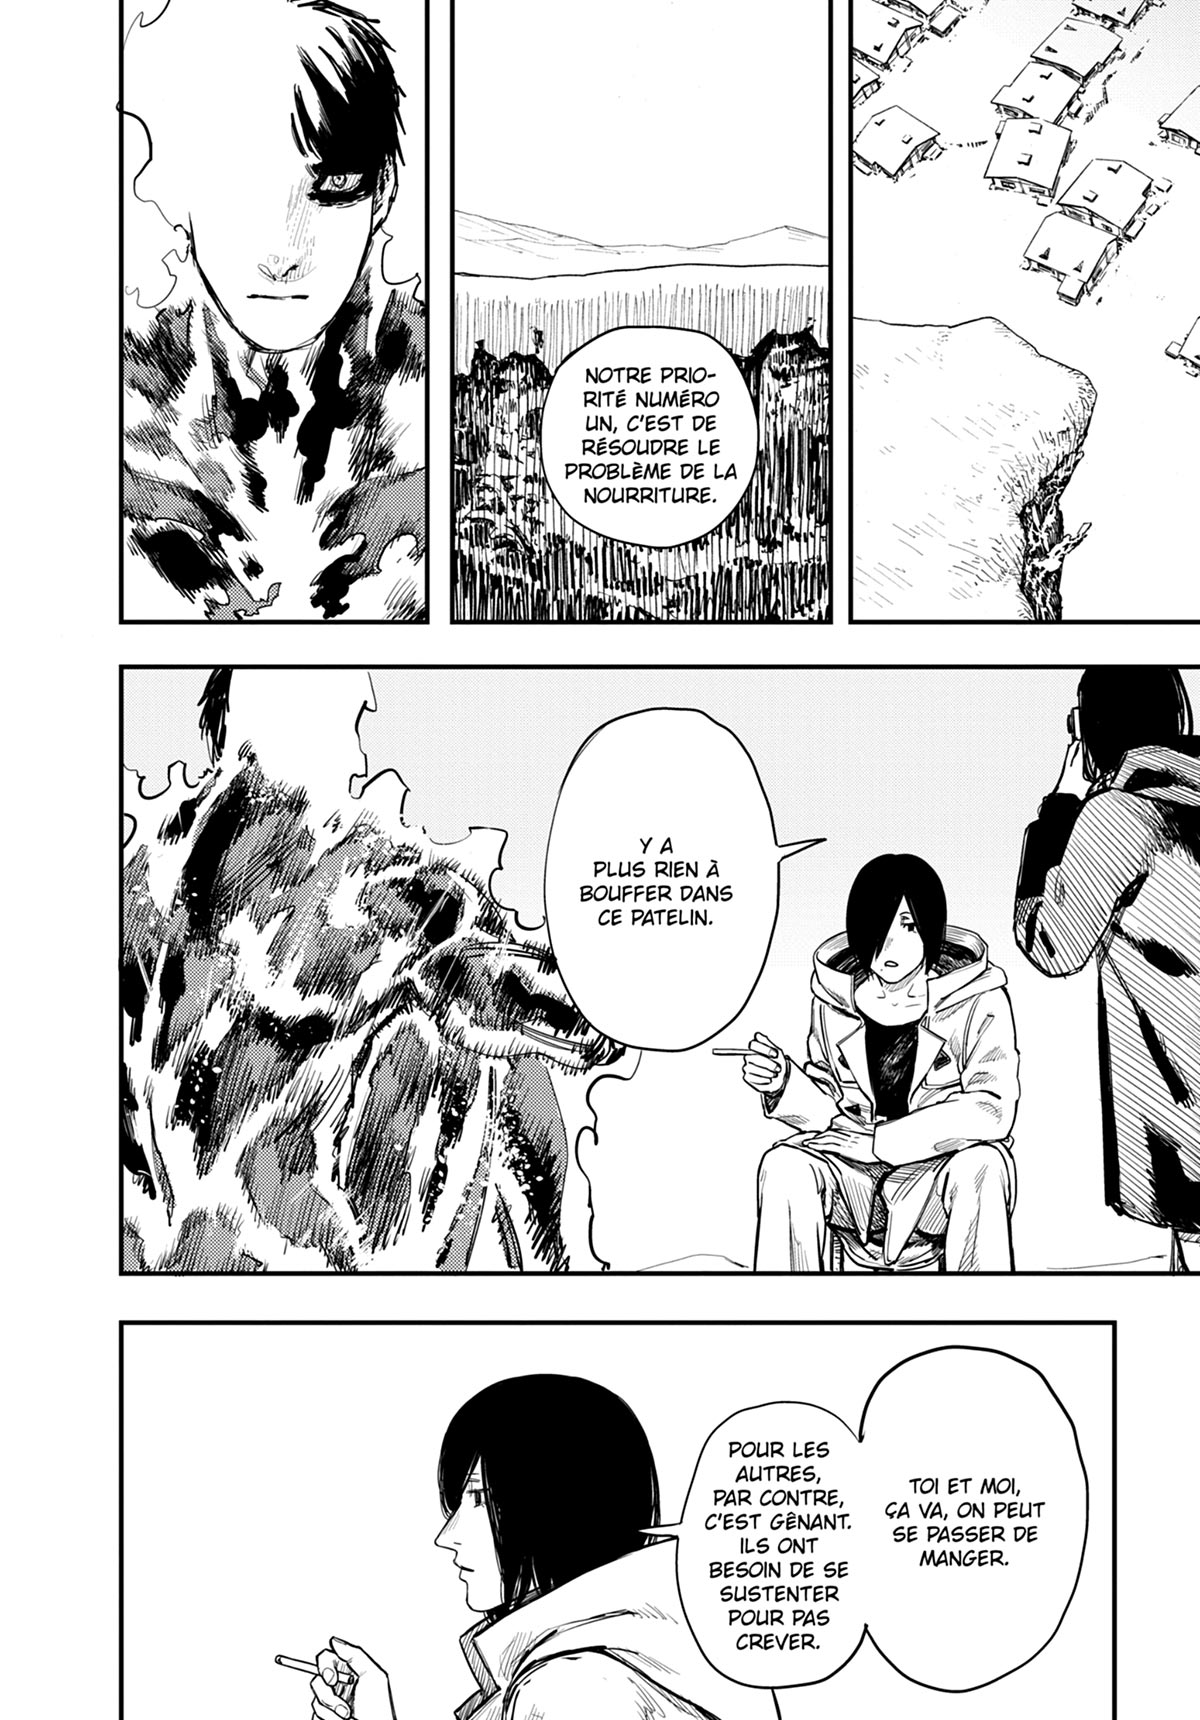 NOTRE PRIO-
RITÉ NUMÉRO
UN, C'EST DE
RÉSOUDRE LE
PROBLÈME DE LA
NOURRITURE.
Y A
PLUS RIEN À
BOUFFER DANS
CE PATELIN.
TOI ET MOI,
ÇA VA, ON PEUT
SE PASSER DE
MANGER.
POUR LES
AUTRES,
PAR CONTRE,
C'EST GÊNANT.
ILS ONT
BESOIN DE SE
SUSTENTER
POUR PAS
CREVER.